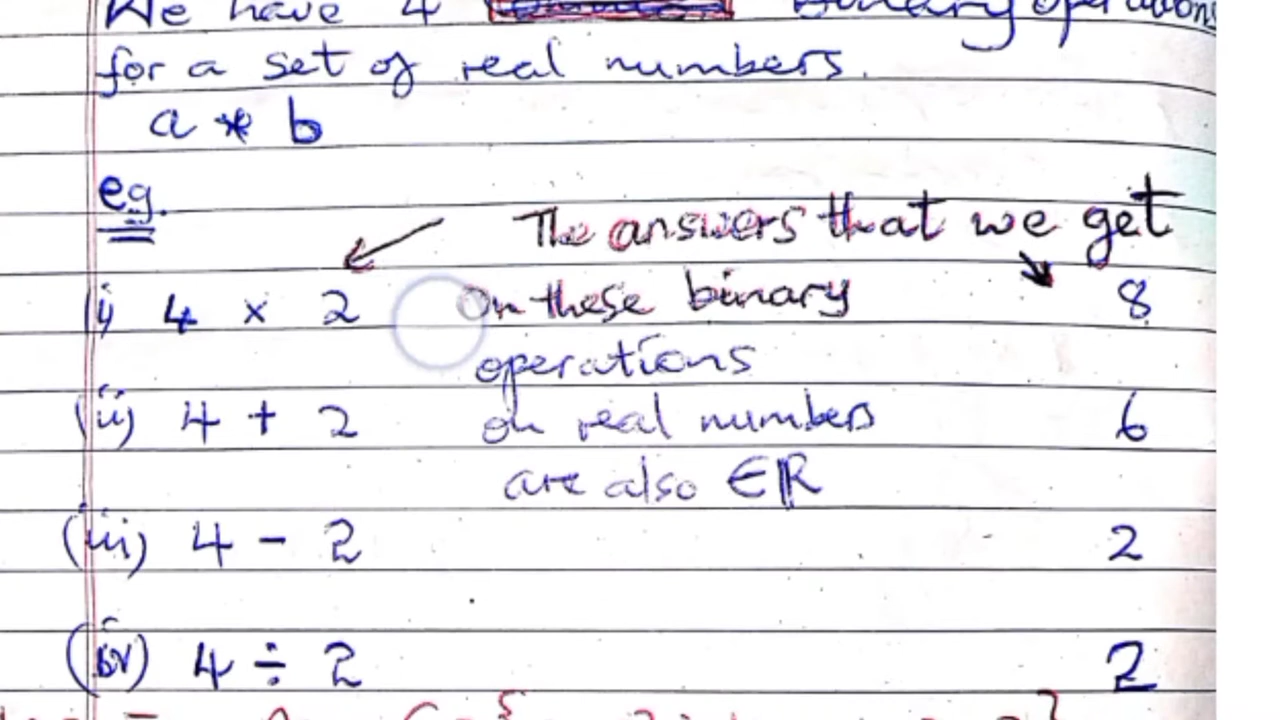 We have 4 Binary operations
for a set of real numbers.
a * b
eg.
The answers that we get
(i) 4 × 2 on these binary 8
operations
(ii) 4 + 2 on real numbers 6
are also ∈ ℝ
(iii) 4 - 2 2
(iv) 4 ÷ 2 2